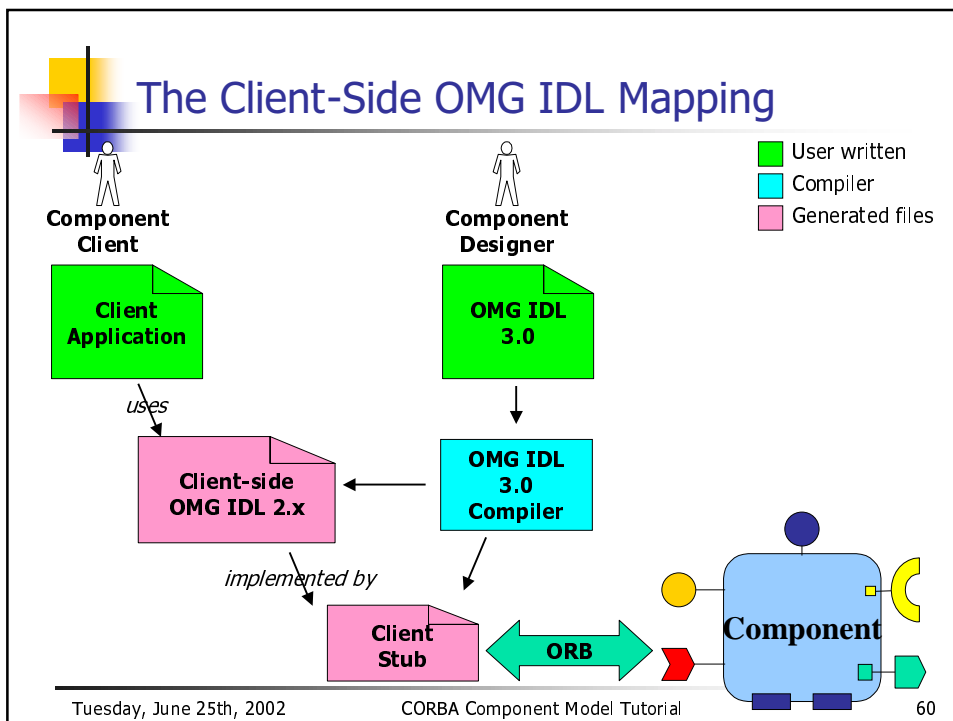 The Client-Side OMG IDL Mapping
User written
Compiler
Generated files
Component
Client
Component
Designer
Client
Application
OMG IDL
3.0
uses
Client-side
OMG IDL 2.x
OMG IDL
3.0
Compiler
implemented by
Client
Stub
ORB
Component
Tuesday, June 25th, 2002
CORBA Component Model Tutorial
60